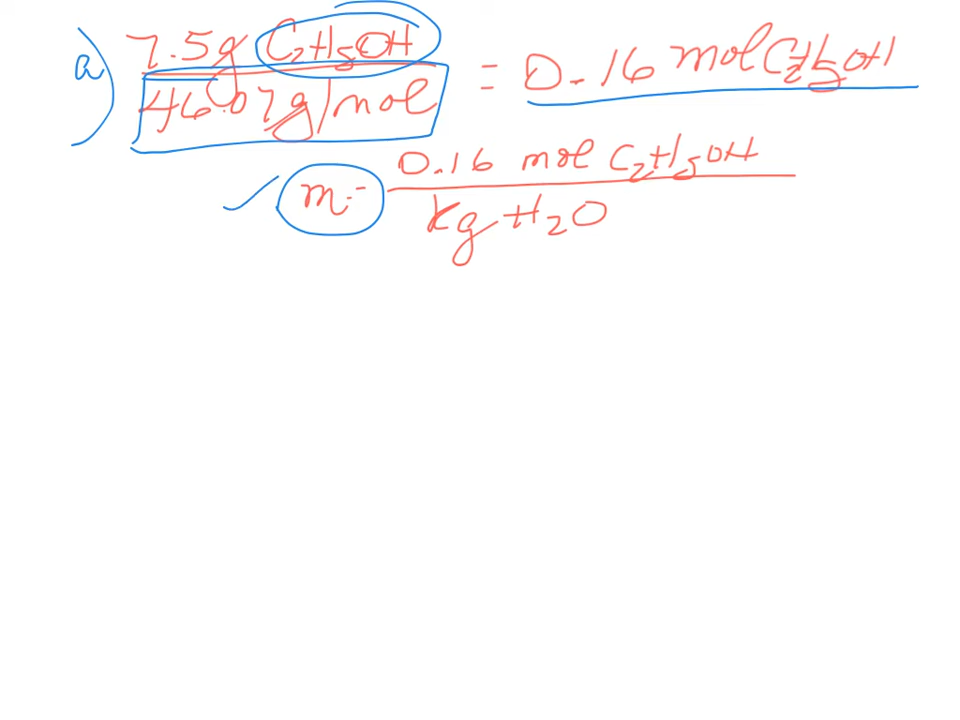 a) 7.5g C₂H₅OH
46.07g/mol = 0.16 mol C₂H₅OH
m = 0.16 mol C₂H₅OH
kg H₂O